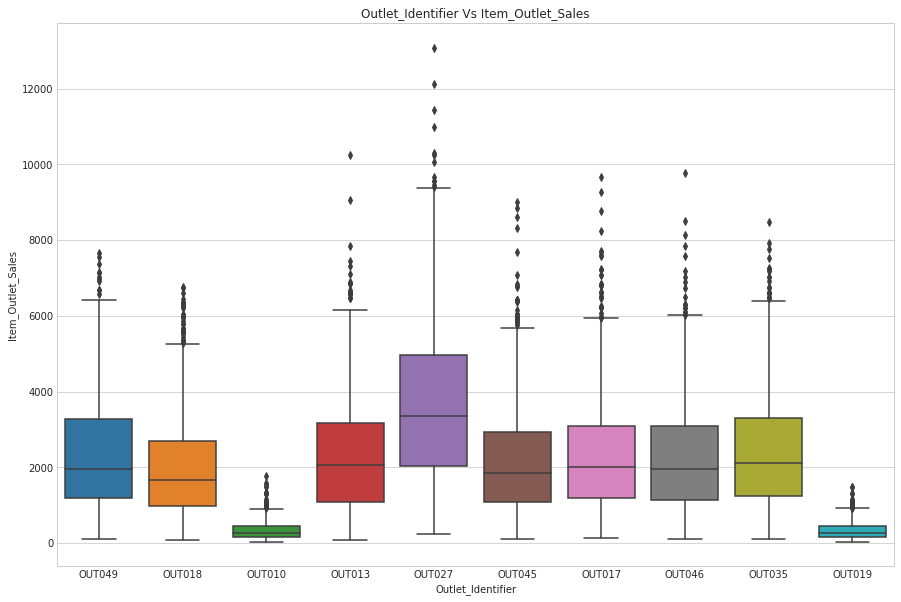 Outlet_Identifier Vs Item_Outlet_Sales
12000
10000
8000
6000
4000
2000
0
Item_Outlet_Sales
OUT049 OUT018 OUT010 OUT013 OUT027 OUT045 OUT017 OUT046 OUT035 OUT019
Outlet_Identifier